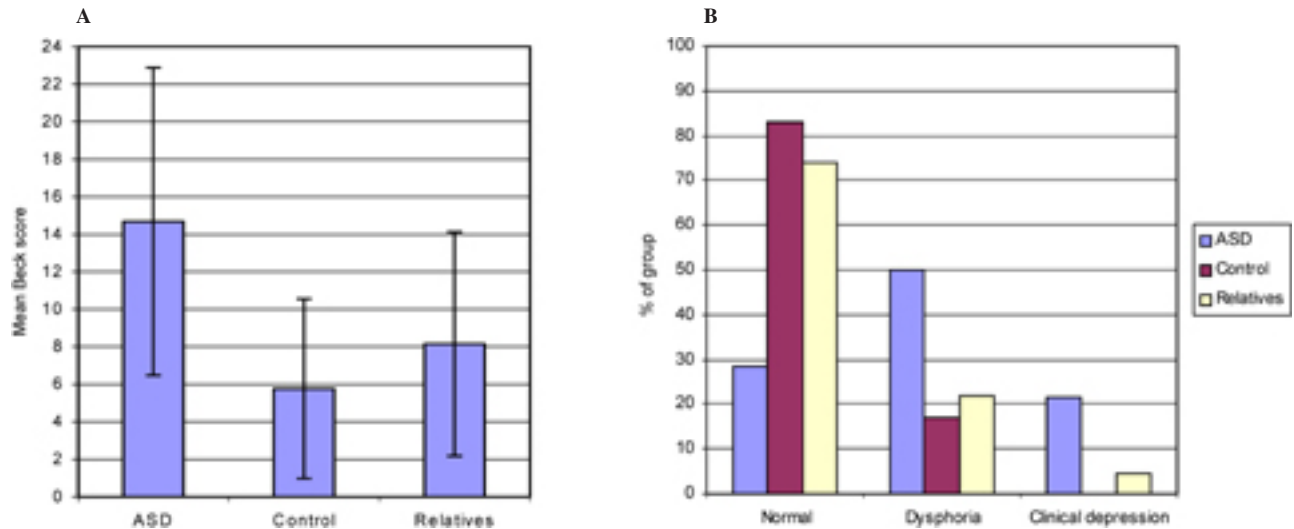 A
Mean Beck score
24
22
20
18
16
14
12
10
8
6
4
2
0
ASD
Control
Relatives
B
% of group
100
90
80
70
60
50
40
30
20
10
0
Normal
Dysphoria
Clinical depression
ASD
Control
Relatives